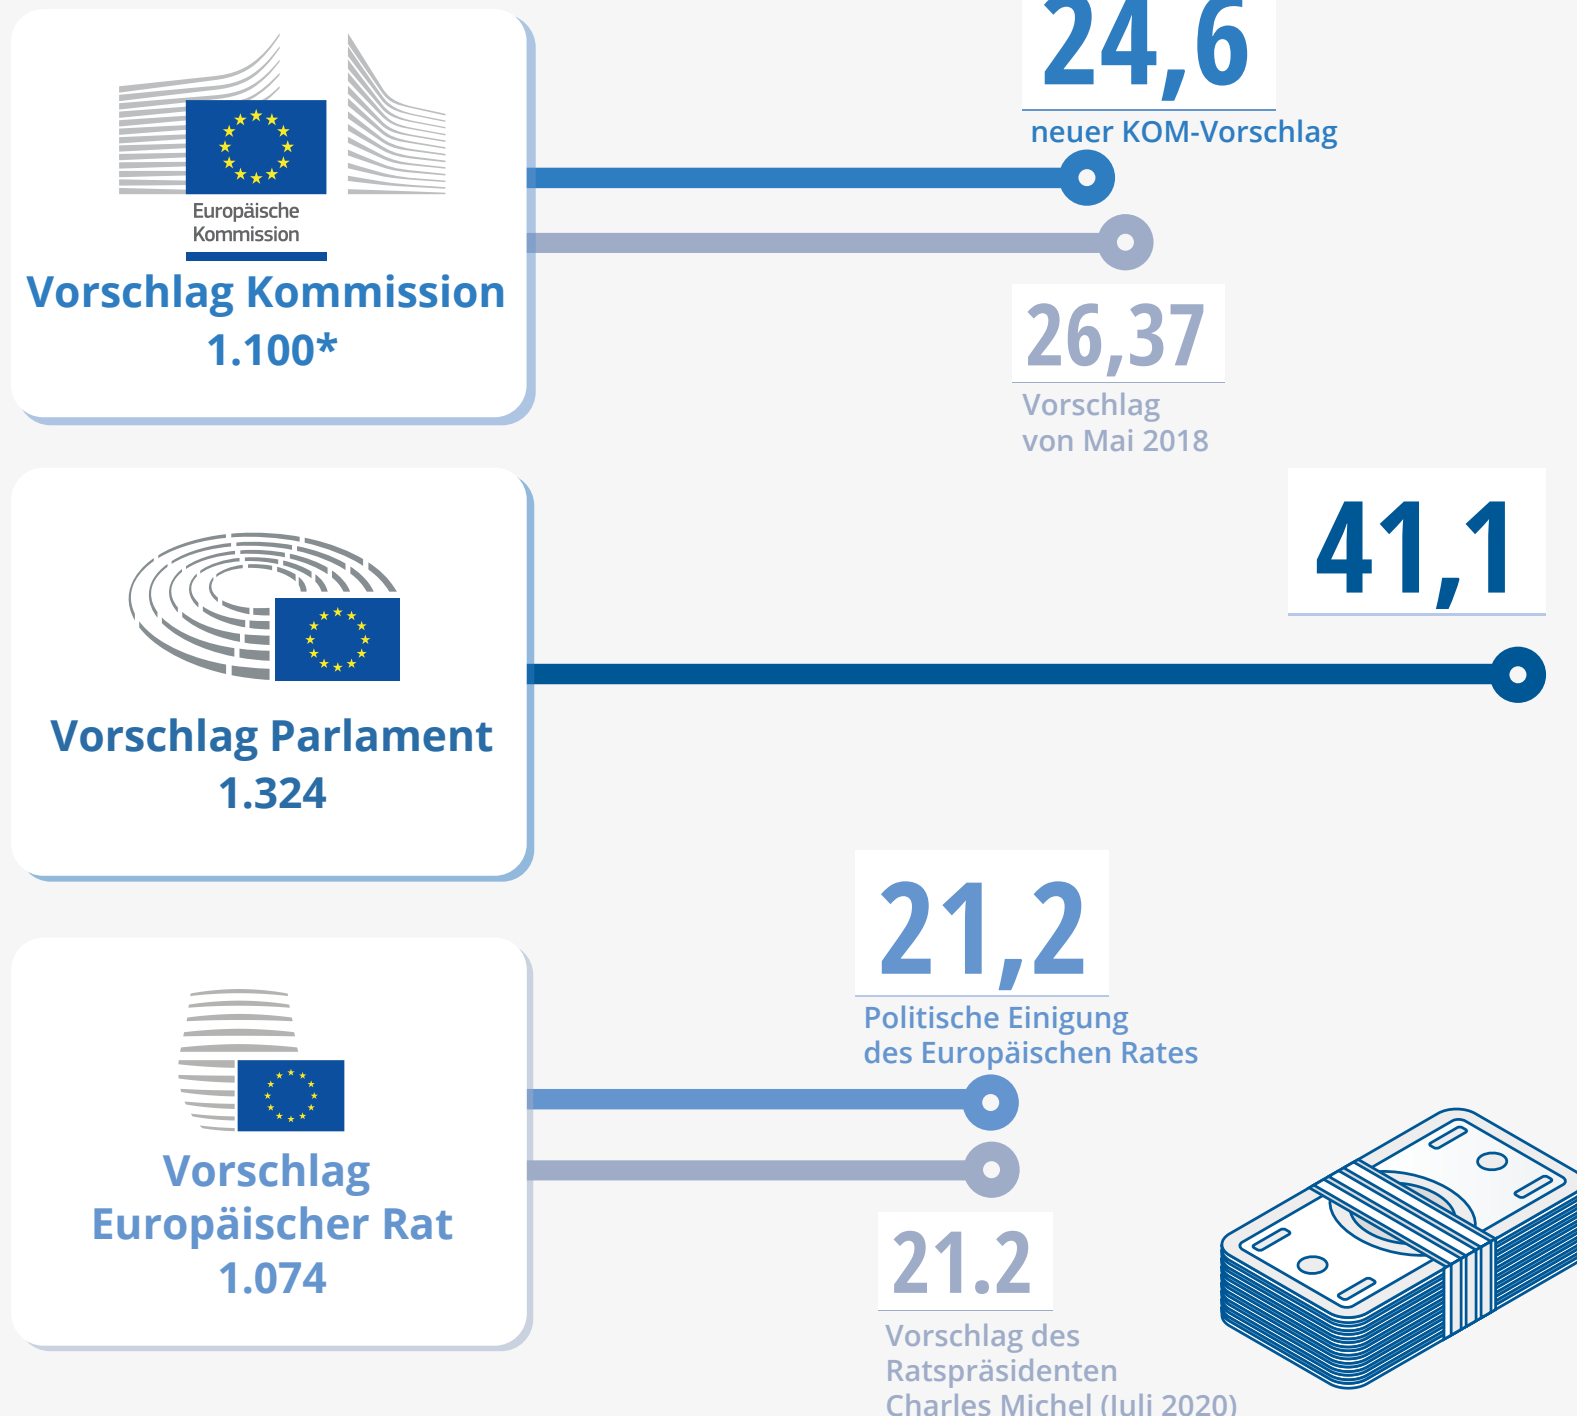 24,6
neuer KOM-Vorschlag
Europäische
Kommission
Vorschlag Kommission
1.100*
26,37
Vorschlag
von Mai 2018
41,1
Vorschlag Parlament
1.324
21,2
Politische Einigung
des Europäischen Rates
Vorschlag
Europäischer Rat
1.074
21.2
Vorschlag des
Ratspräsidenten
Charles Michel (Juli 2020)